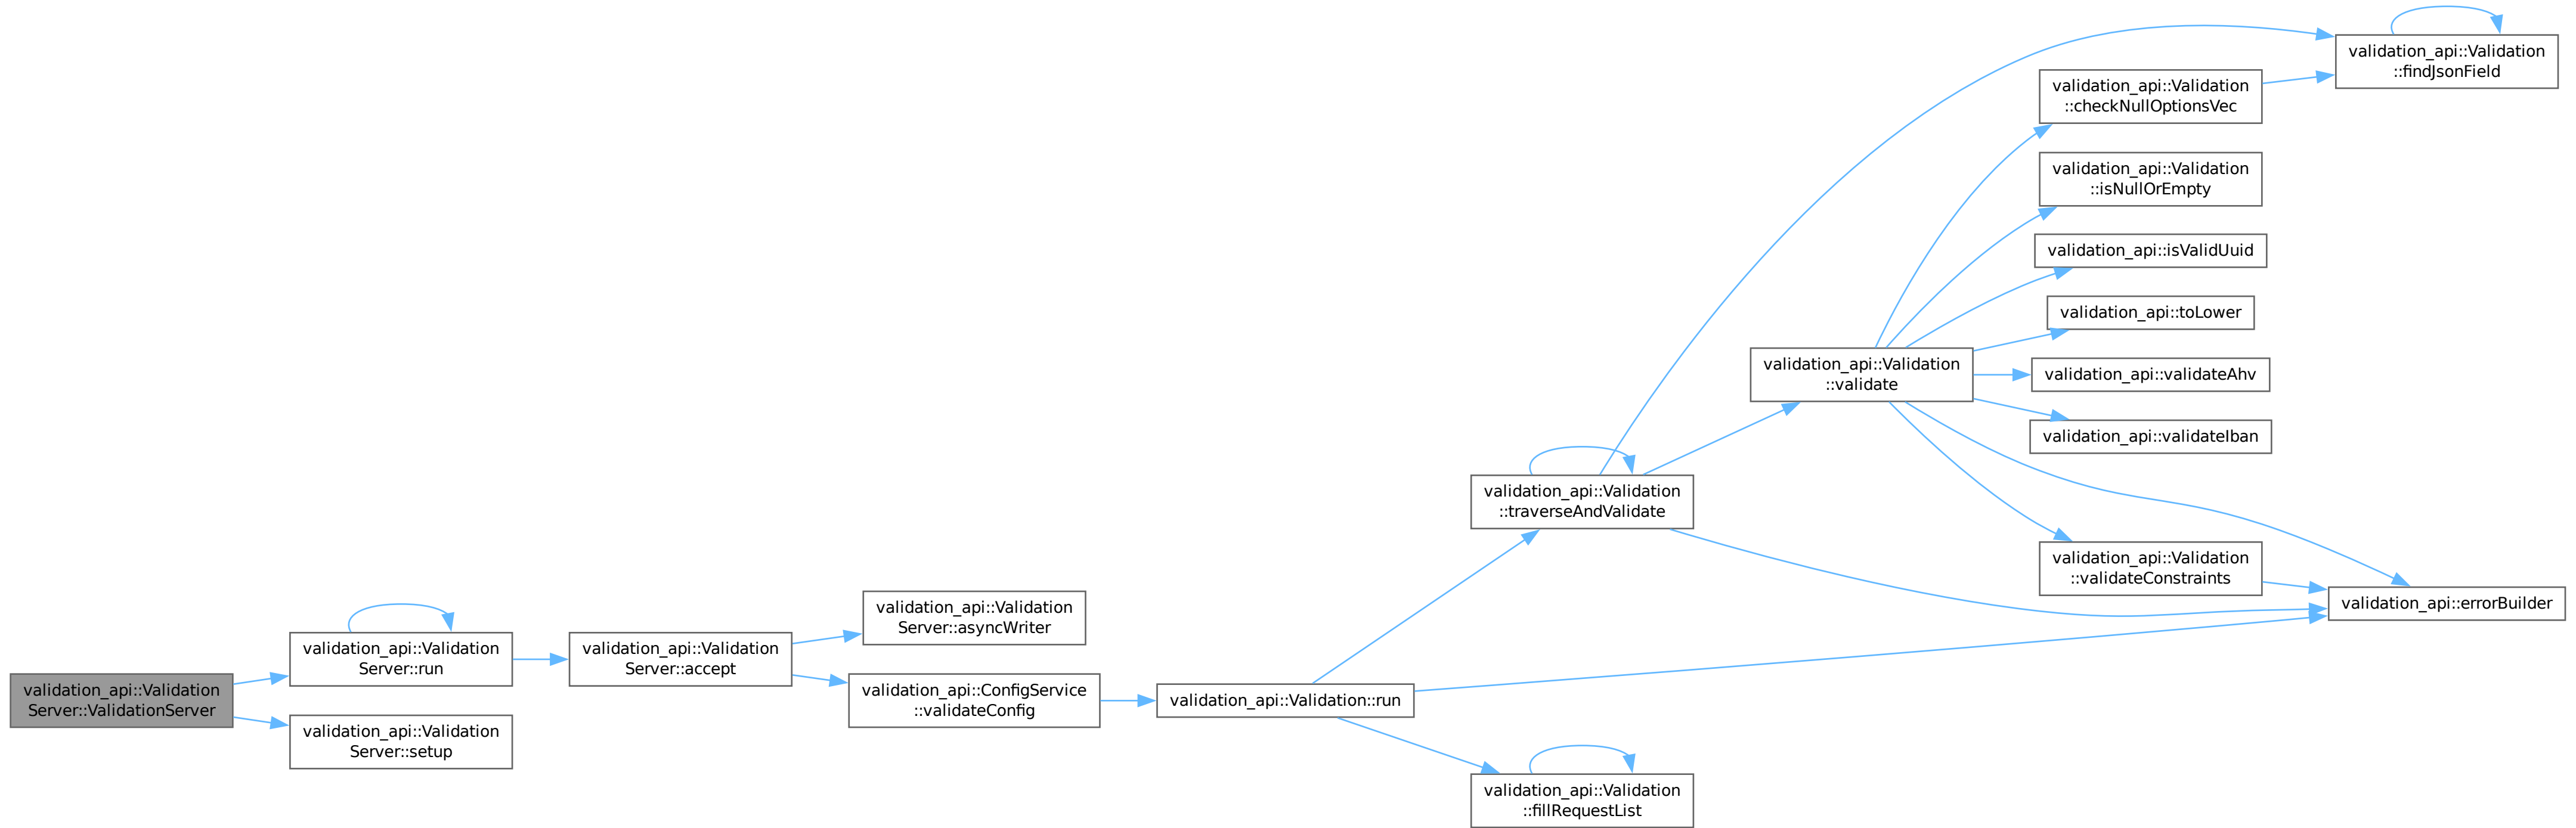 validation_api::Validation
Server::ValidationServer
validation_api::Validation
Server::run
validation_api::Validation
Server::setup
validation_api::Validation
Server::accept
validation_api::Validation
Server::asyncWriter
validation_api::ConfigService
::validateConfig
validation_api::Validation::run
validation_api::Validation
::traverseAndValidate
validation_api::Validation
::fillRequestList
validation_api::Validation
::validate
validation_api::Validation
::checkNullOptionsVec
validation_api::Validation
::isNullOrEmpty
validation_api::isValidUuid
validation_api::toLower
validation_api::validateAhv
validation_api::validateIban
validation_api::Validation
::validateConstraints
validation_api::Validation
::findJsonField
validation_api::errorBuilder